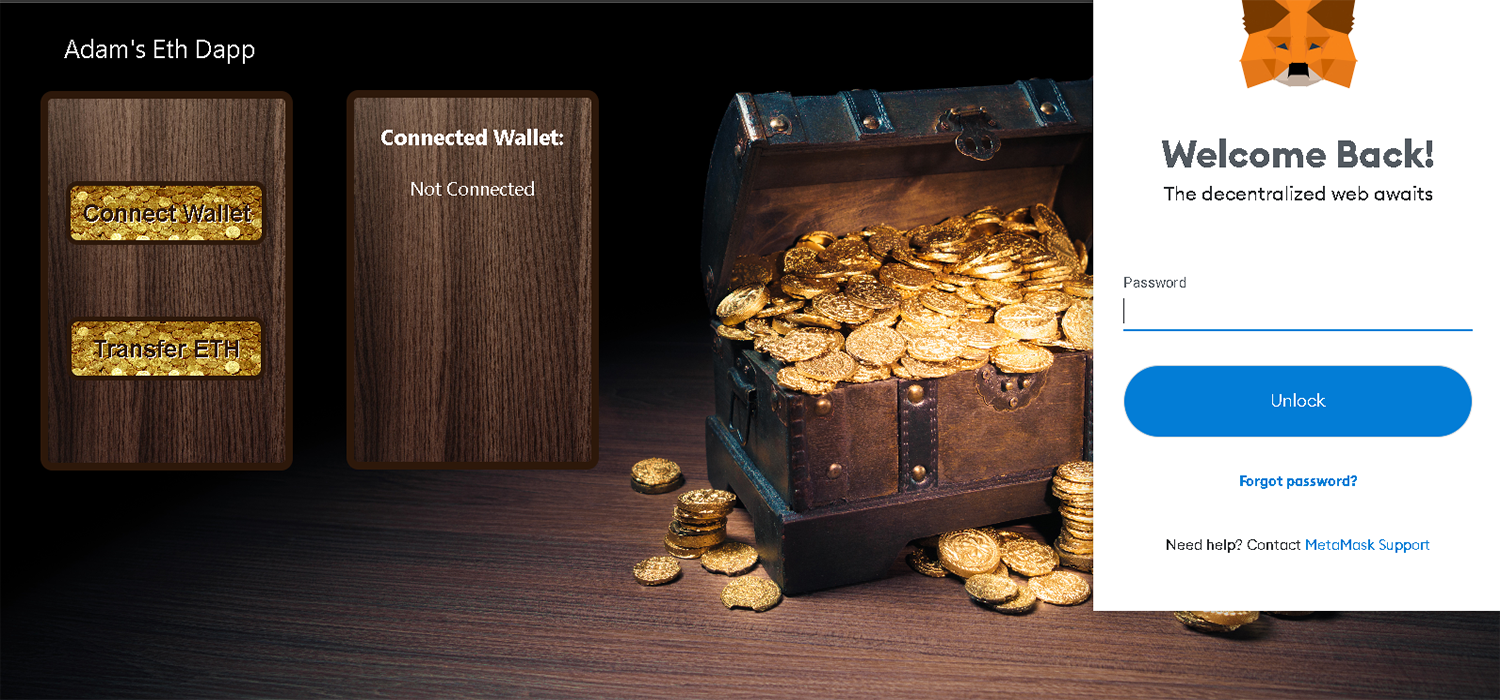 Adam's Eth Dapp
Connect Wallet
Transfer ETH
Connected Wallet:
Not Connected
Welcome Back!
The decentralized web awaits
Password
Unlock
Forgot password?
Need help? Contact MetaMask Support